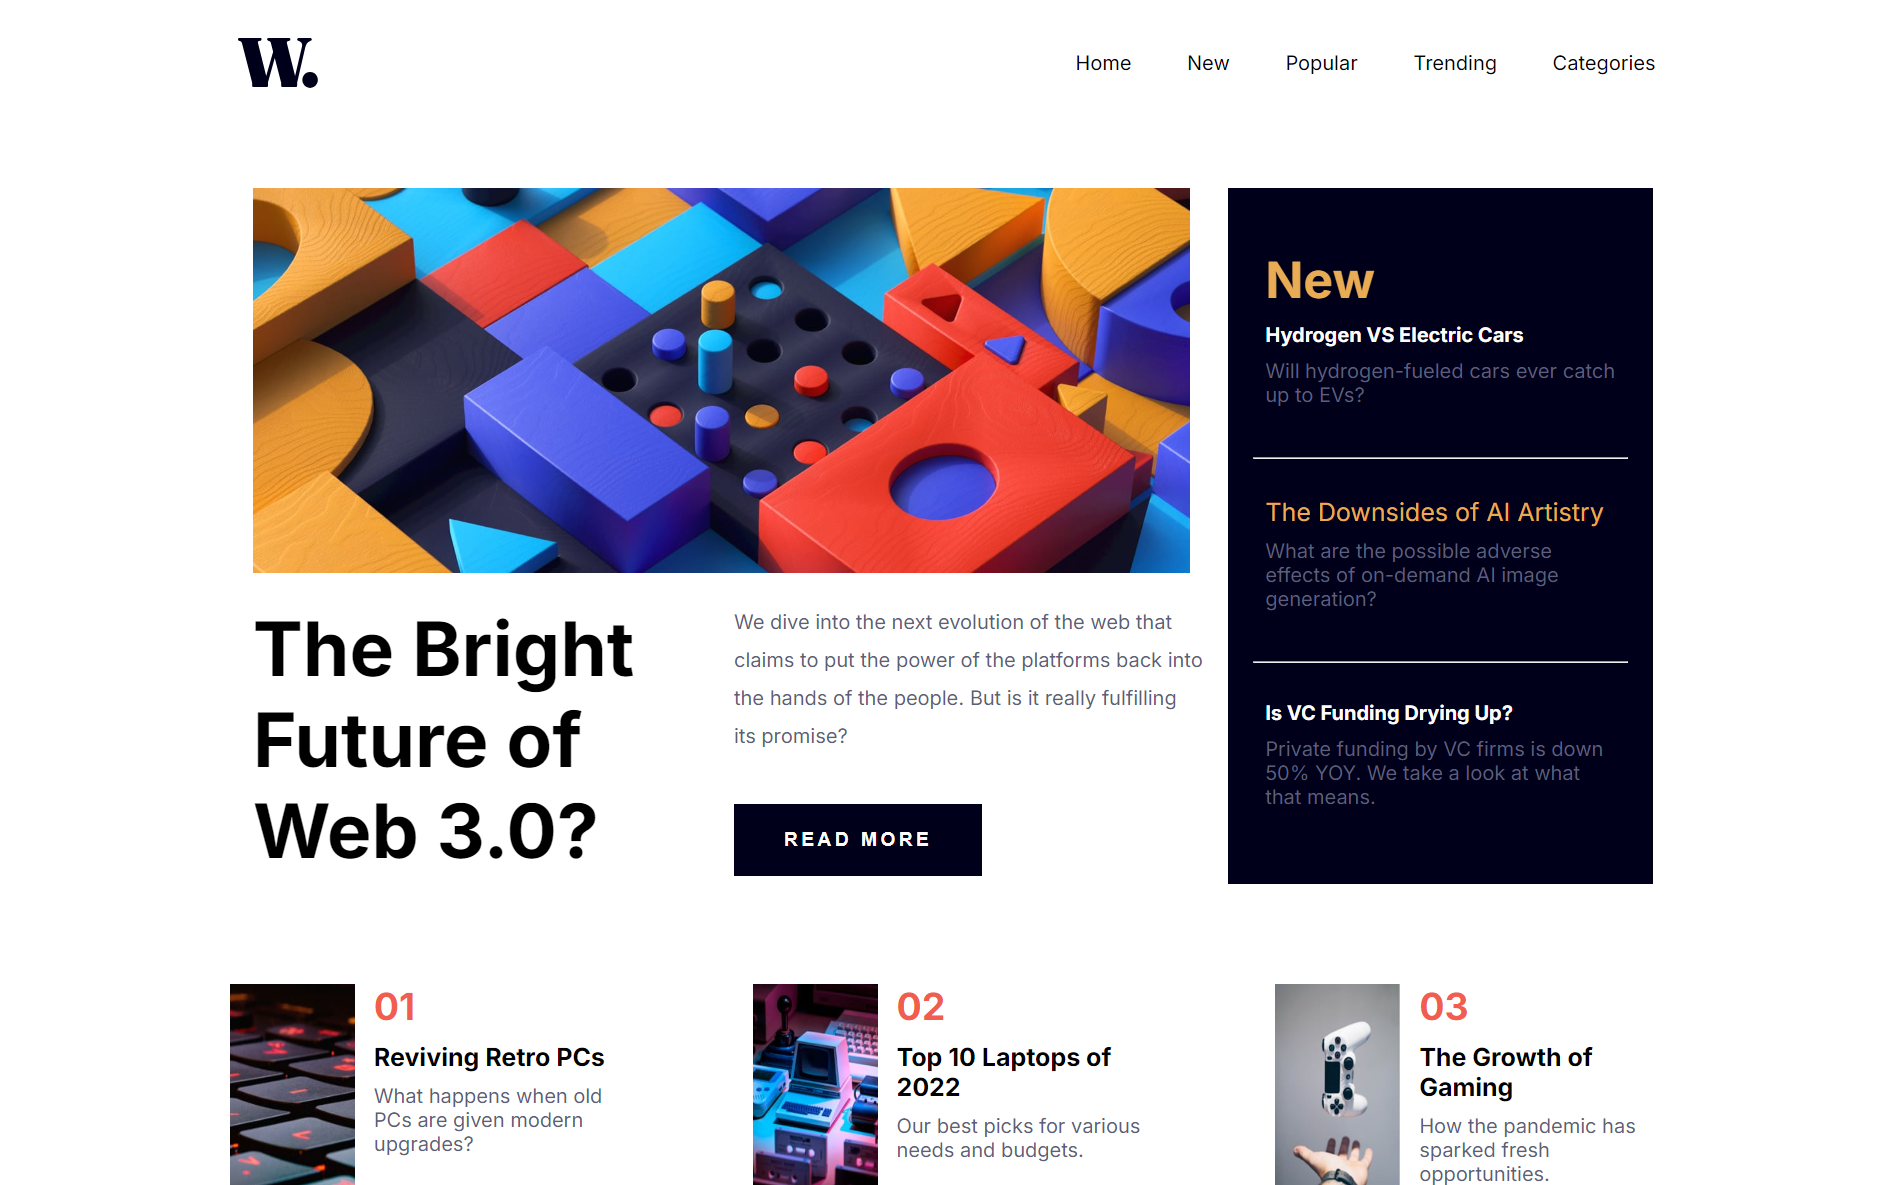 W.
Home New Popular Trending Categories
The Bright
Future of
Web 3.0?
We dive into the next evolution of the web that
claims to put the power of the platforms back into
the hands of the people. But is it really fulfilling
its promise?
READ MORE
New
Hydrogen VS Electric Cars
Will hydrogen-fueled cars ever catch
up to EVs?
The Downsides of AI Artistry
What are the possible adverse
effects of on-demand AI image
generation?
Is VC Funding Drying Up?
Private funding by VC firms is down
50% YOY. We take a look at what
that means.
01
Reviving Retro PCs
What happens when old
PCs are given modern
upgrades?
02
Top 10 Laptops of
2022
Our best picks for various
needs and budgets.
03
The Growth of
Gaming
How the pandemic has
sparked fresh
opportunities.